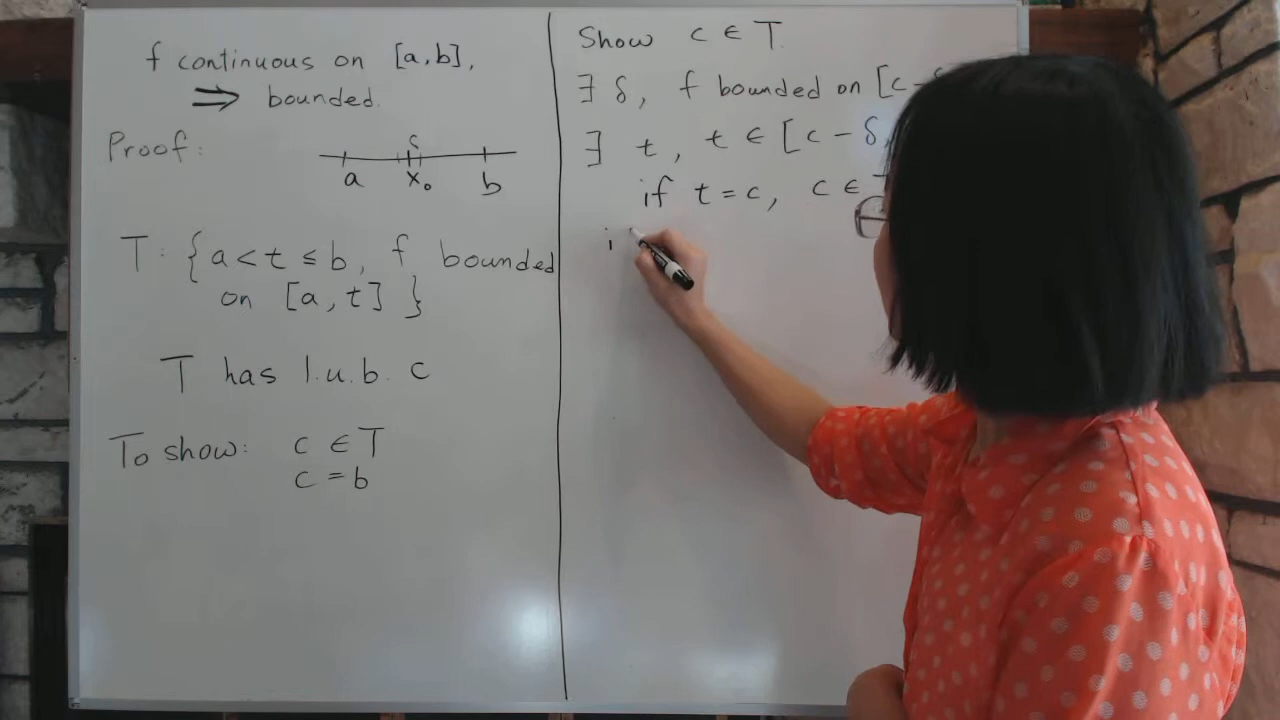 f continuous on [a,b],
⇒ bounded.
Proof:
δ
a x₀ b
T: { a < t ≤ b, f bounded
on [a, t] }
T has l.u.b. c
To show: c ∈ T
c = b
Show c ∈ T.
∃ δ, f bounded on [c-
∃ t, t ∈ [c - δ,
if t = c, c ∈
i